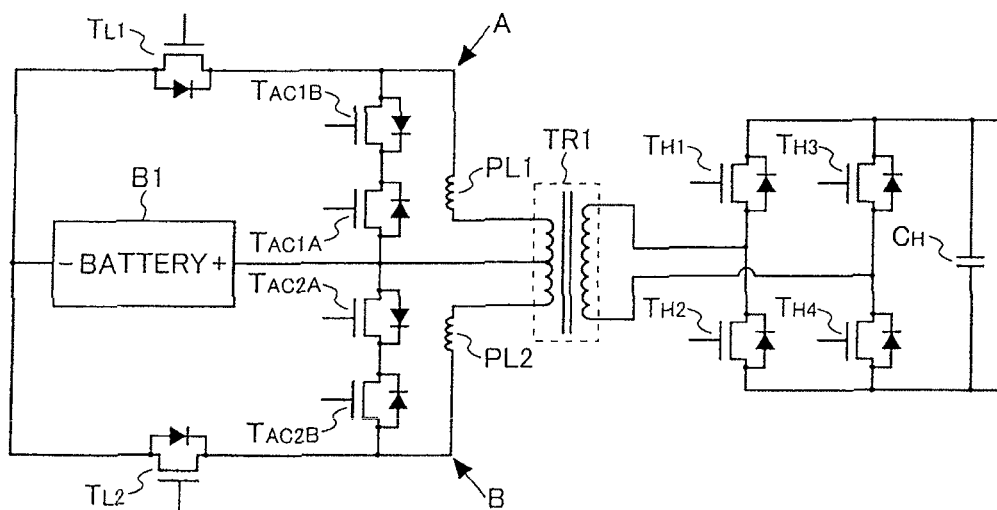 TL1
A
TAC1B
TR1
TH1
TH3
PL1
B1
TAC1A
CH
- BATTERY +
TAC2A
TH2
TH4
PL2
TAC2B
TL2
B